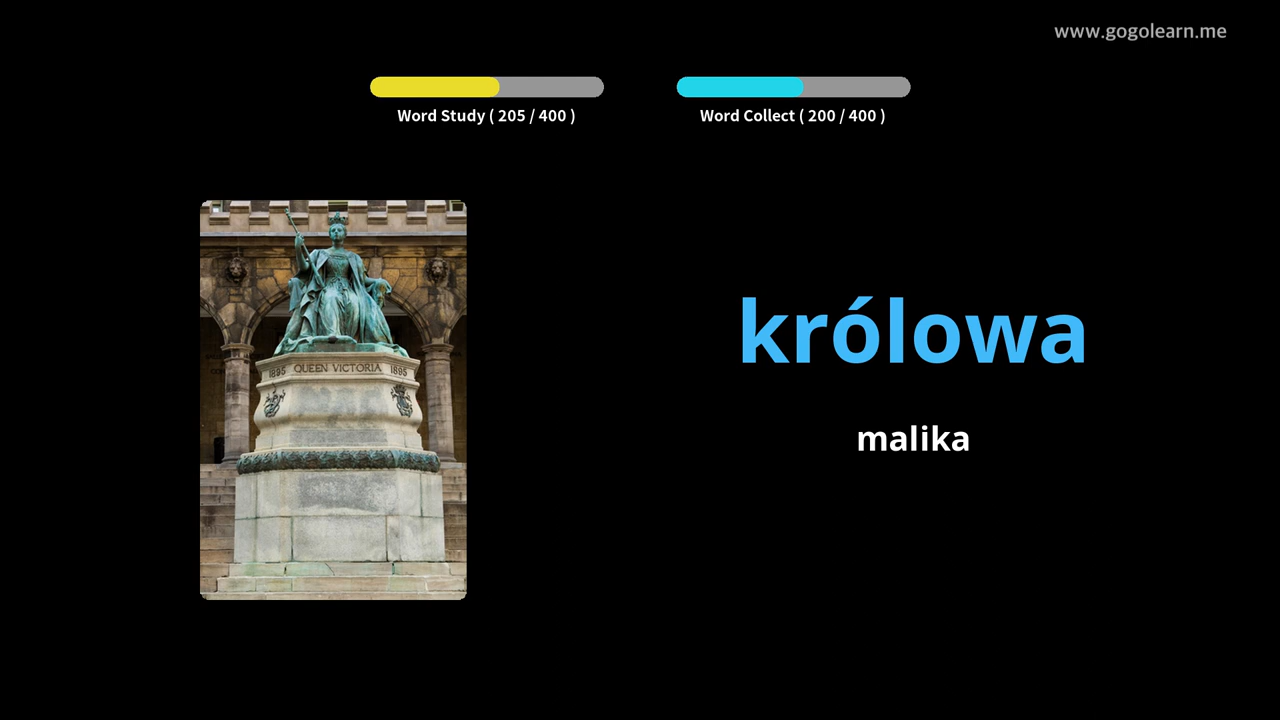 www.gogolearn.me
Word Study ( 205 / 400 )
Word Collect ( 200 / 400 )
1895 QUEEN VICTORIA 1895
królowa
malika